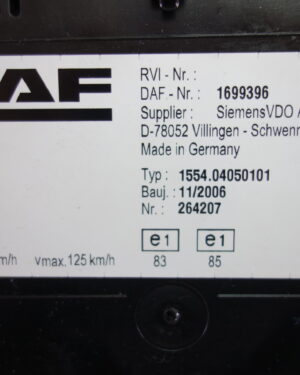 AF
RVI - Nr. :
DAF - Nr. : 1699396
Supplier : SiemensVDO
D-78052 Villingen -
Made in Germany
Typ : 1554.04050101
Bauj. : 11/2006
Nr. : 264207
e1 e1
m/h vmax.125 km/h 83 85